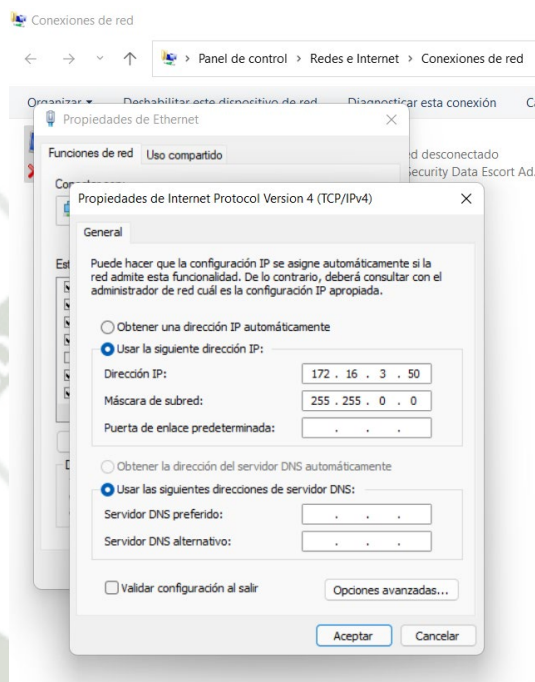 Conexiones de red
Panel de control > Redes e Internet > Conexiones de red
Organizar Deshabilitar este dispositivo de red Diagnosticar esta conexión
Propiedades de Ethernet
Funciones de red Uso compartido
red desconectado
Security Data Escort Ad
Propiedades de Internet Protocol Version 4 (TCP/IPv4)
General
Puede hacer que la configuración IP se asigne automáticamente si la
red admite esta funcionalidad. De lo contrario, deberá consultar con el
administrador de red cuál es la configuración IP apropiada.
Obtener una dirección IP automáticamente
Usar la siguiente dirección IP:
Dirección IP: 172 . 16 . 3 . 50
Máscara de subred: 255 . 255 . 0 . 0
Puerta de enlace predeterminada: . . .
Obtener la dirección del servidor DNS automáticamente
Usar las siguientes direcciones de servidor DNS:
Servidor DNS preferido: . . .
Servidor DNS alternativo: . . .
Validar configuración al salir Opciones avanzadas...
Aceptar Cancelar